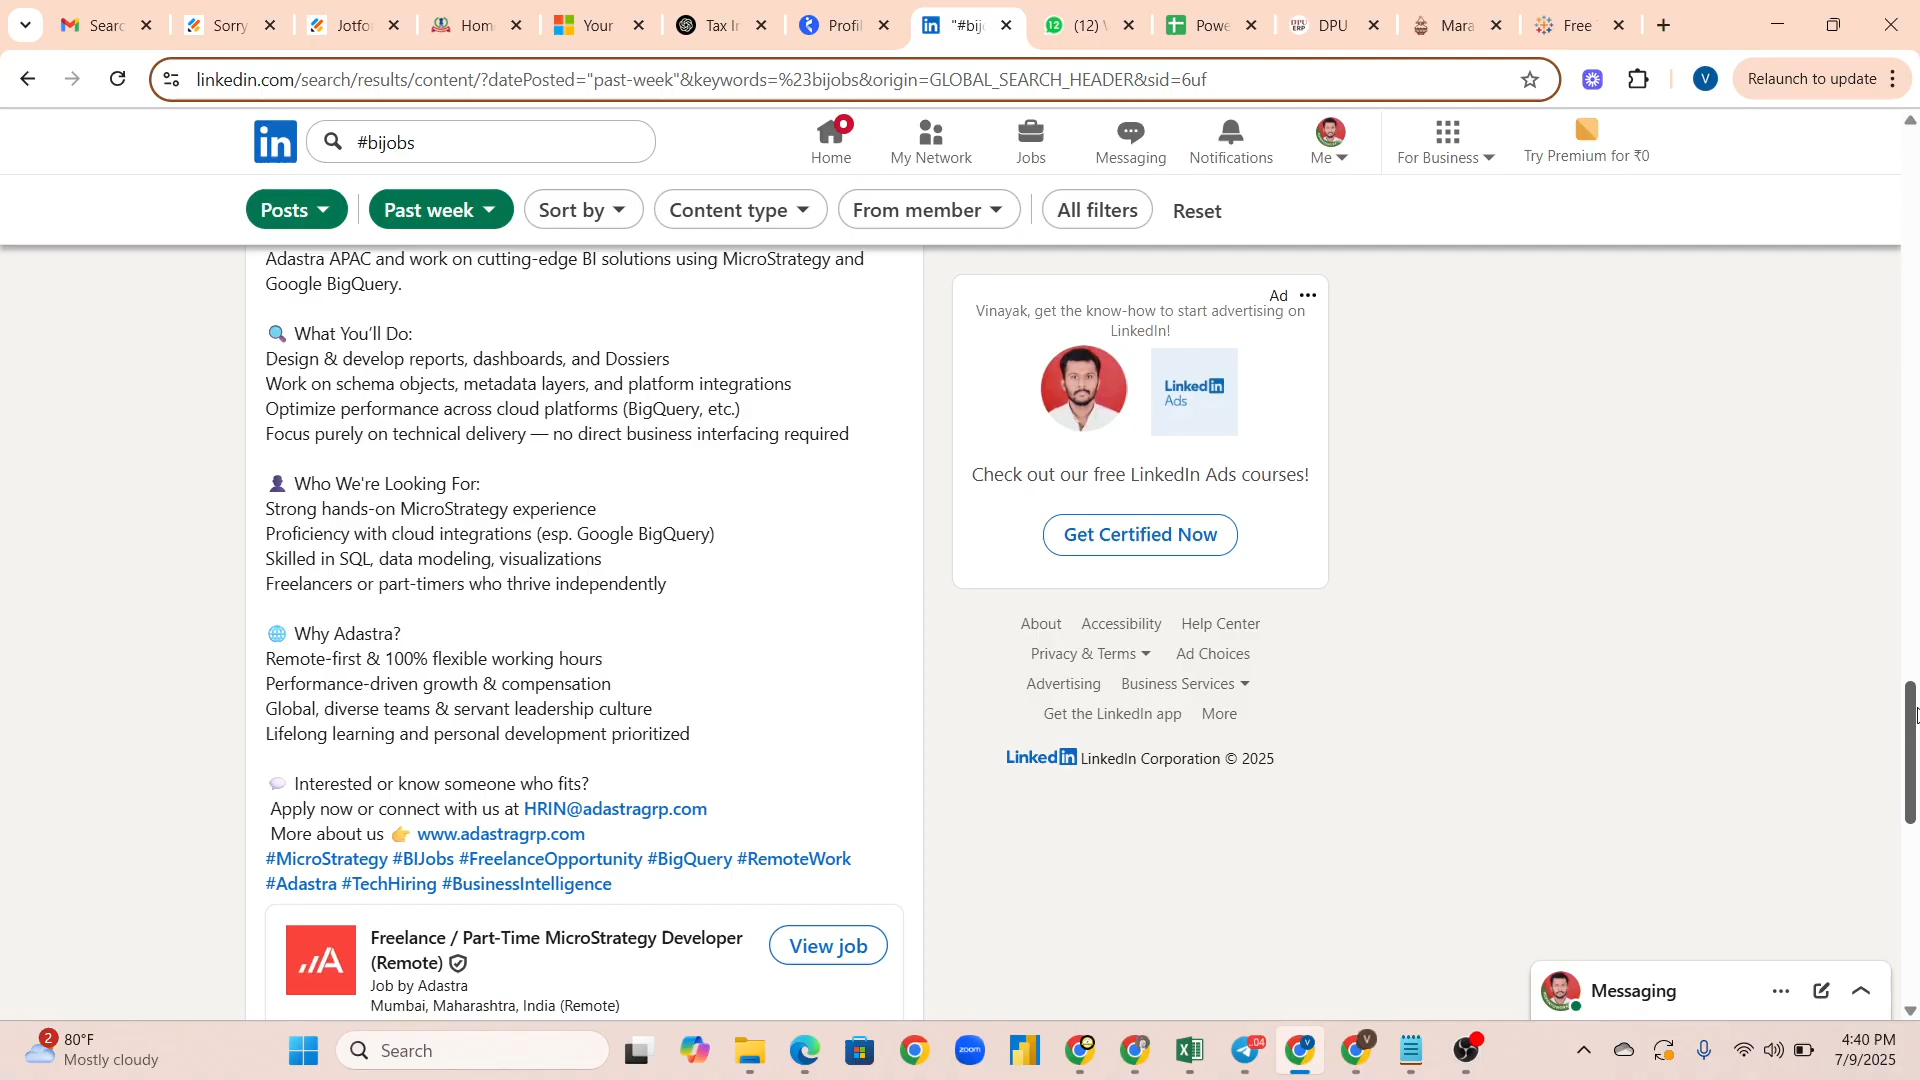 Searc
Sorry
Jotfo
Hom
Your
Tax In
Profil
"#bij
(12)
Powe
DPU
Mara
Free
linkedin.com/search/results/content/?datePosted="past-week"&keywords=%23bijobs&origin=GLOBAL_SEARCH_HEADER&sid=6uf
V
Relaunch to update
#bijobs
Home
My Network
Jobs
Messaging
Notifications
Me
For Business
Try Premium for ₹0
Posts
Past week
Sort by
Content type
From member
All filters
Reset
Adastra APAC and work on cutting-edge BI solutions using MicroStrategy and
Google BigQuery.
🔍 What You'll Do:
Design & develop reports, dashboards, and Dossiers
Work on schema objects, metadata layers, and platform integrations
Optimize performance across cloud platforms (BigQuery, etc.)
Focus purely on technical delivery — no direct business interfacing required
👤 Who We're Looking For:
Strong hands-on MicroStrategy experience
Proficiency with cloud integrations (esp. Google BigQuery)
Skilled in SQL, data modeling, visualizations
Freelancers or part-timers who thrive independently
🌐 Why Adastra?
Remote-first & 100% flexible working hours
Performance-driven growth & compensation
Global, diverse teams & servant leadership culture
Lifelong learning and personal development prioritized
💬 Interested or know someone who fits?
Apply now or connect with us at HRIN@adastragrp.com
More about us 👉 www.adastragrp.com
#MicroStrategy #BIJobs #FreelanceOpportunity #BigQuery #RemoteWork
#Adastra #TechHiring #BusinessIntelligence
Freelance / Part-Time MicroStrategy Developer
(Remote)
Job by Adastra
Mumbai, Maharashtra, India (Remote)
View job
Ad
Vinayak, get the know-how to start advertising on
LinkedIn!
Linked in
Ads
Check out our free LinkedIn Ads courses!
Get Certified Now
About Accessibility Help Center
Privacy & Terms Ad Choices
Advertising Business Services
Get the LinkedIn app More
Linked in LinkedIn Corporation © 2025
Messaging
2
80°F
Mostly cloudy
Search
zoom
4:40 PM
7/9/2025